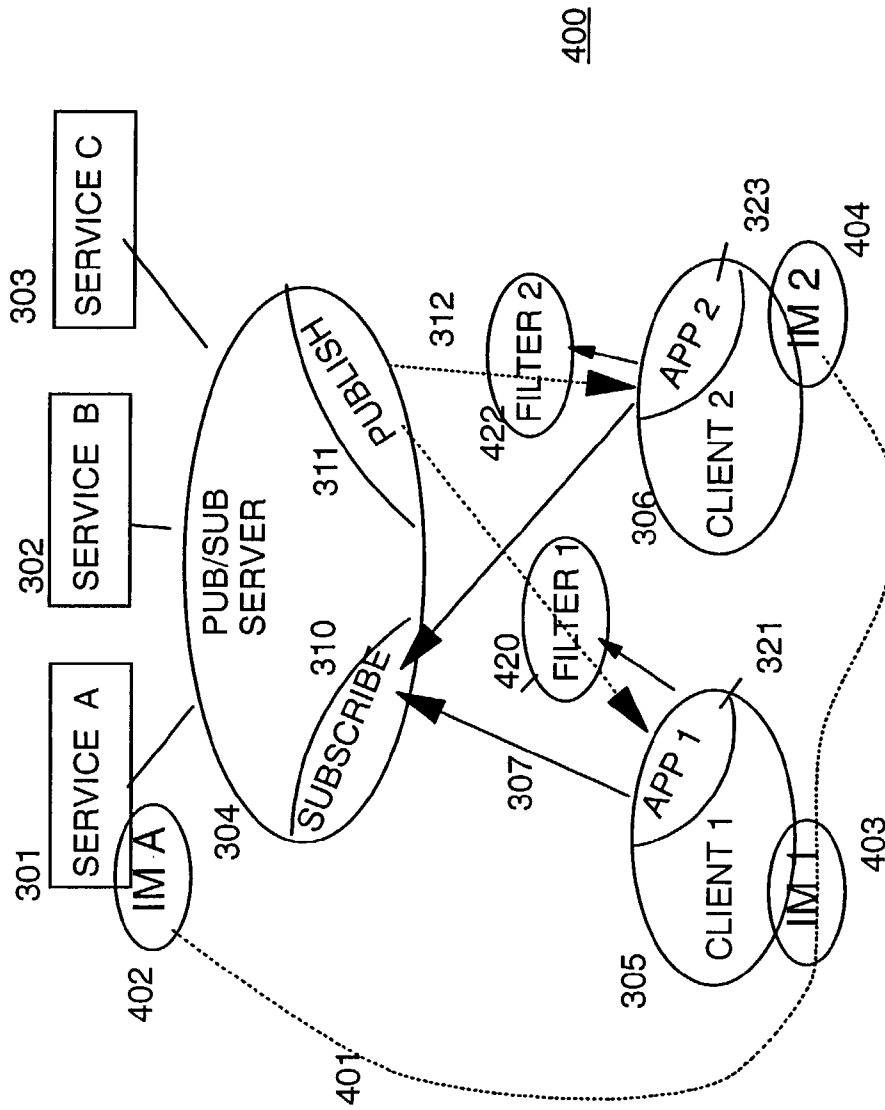 301
SERVICE A
302
SERVICE B
303
SERVICE C
IM A
402
304
PUB/SUB
SERVER
310
SUBSCRIBE
311
PUBLISH
401
307
312
420
FILTER 1
422
FILTER 2
400
305
APP 1
321
CLIENT 1
IM 1
403
306
APP 2
323
CLIENT 2
IM 2
404